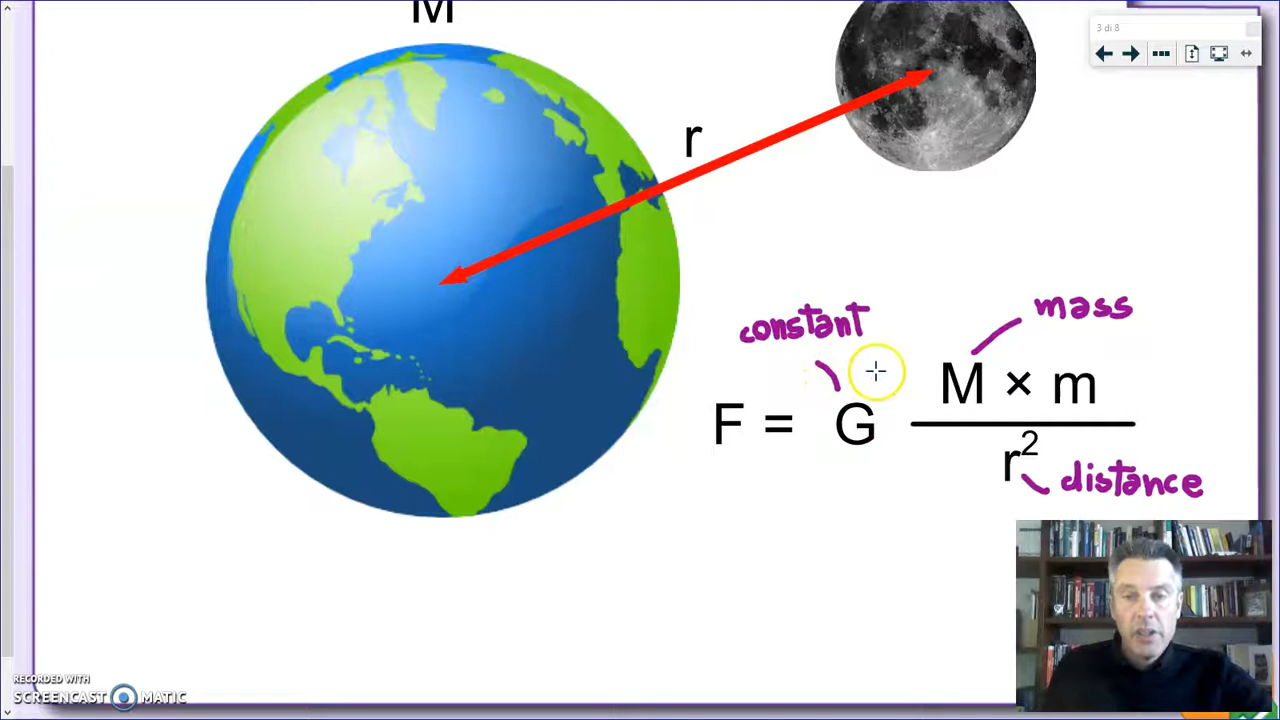 M
3 di 8
r
constant
mass
M × m
F = G
r²
distance
RECORDED WITH
SCREENCAST MATIC